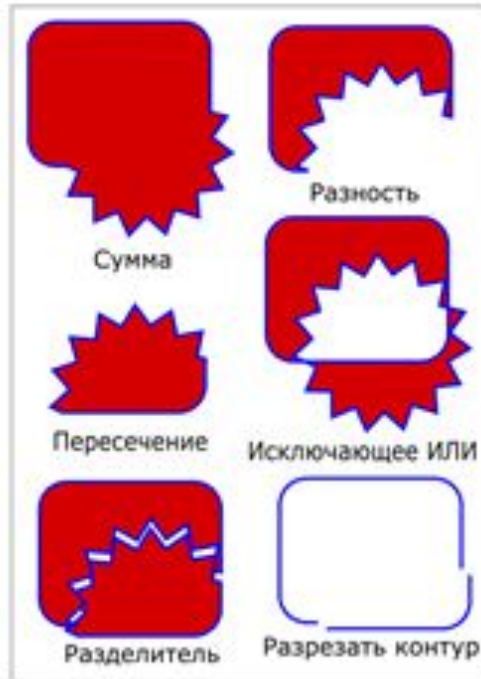 Сумма
Разность
Пересечение
Исключающее ИЛИ
Разделитель
Разрезать контур